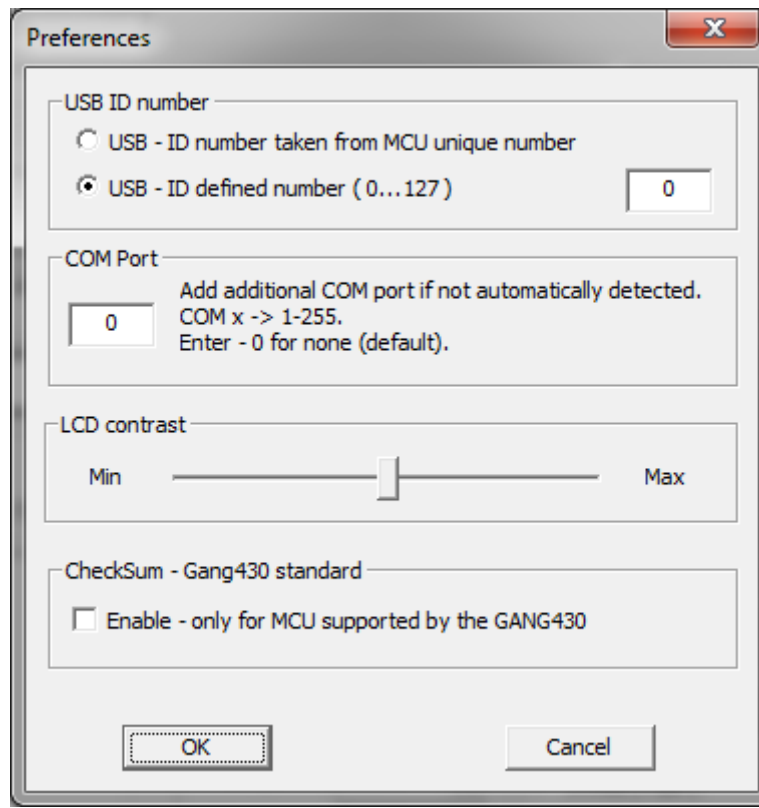 Preferences
USB ID number
USB - ID number taken from MCU unique number
USB - ID defined number ( 0...127 )
0
COM Port
0
Add additional COM port if not automatically detected.
COM x -> 1-255.
Enter - 0 for none (default).
LCD contrast
Min
Max
CheckSum - Gang430 standard
Enable - only for MCU supported by the GANG430
OK
Cancel